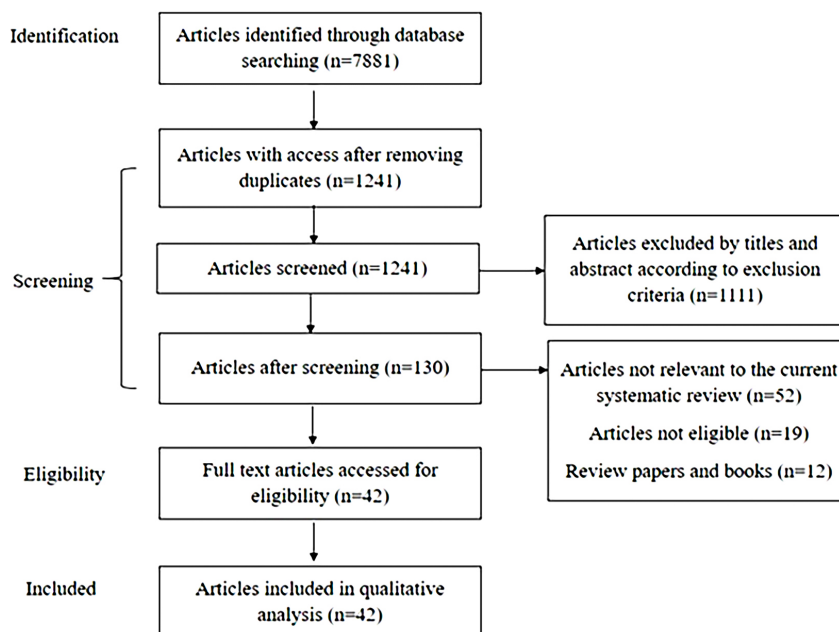 Identification
Articles identified through database
searching (n=7881)
Articles with access after removing
duplicates (n=1241)
Screening
Articles screened (n=1241)
Articles excluded by titles and
abstract according to exclusion
criteria (n=1111)
Articles after screening (n=130)
Articles not relevant to the current
systematic review (n=52)
Articles not eligible (n=19)
Review papers and books (n=12)
Eligibility
Full text articles accessed for
eligibility (n=42)
Included
Articles included in qualitative
analysis (n=42)